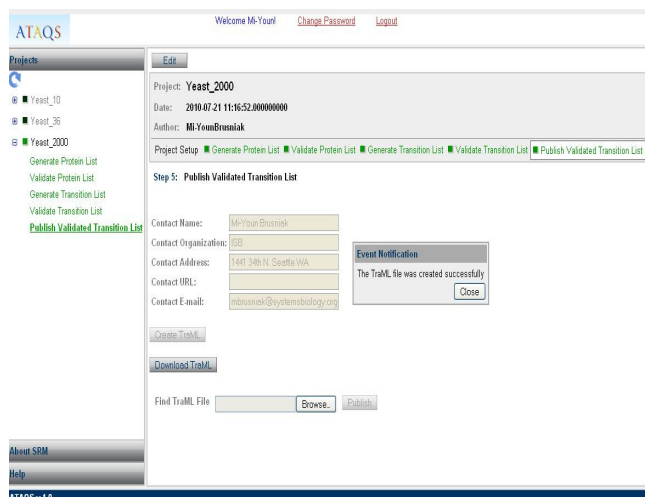 ATAQS
Welcome Mi-Youn! Change Password Logout
Projects
Yeast_10
Yeast_36
Yeast_2000
Generate Protein List
Validate Protein List
Generate Transition List
Validate Transition List
Publish Validated Transition List
About SRM
Help
Edit
Project: Yeast_2000
Date: 2010-07-21 11:16:52.000000000
Author: Mi-YounBrusniak
Project Setup Generate Protein List Validate Protein List Generate Transition List Validate Transition List Publish Validated Transition List
Step 5: Publish Validated Transition List
Contact Name: Mi-Youn Brusniak
Contact Organization: ISB
Contact Address: 1441 34th N. Seattle WA
Contact URL:
Contact E-mail: mbrusniak@systemsbiology.org
Event Notification
The TraML file was created successfully
Close
Create TraML
Download TraML
Find TraML File Browse.. Publish
ATAQS v 1.0